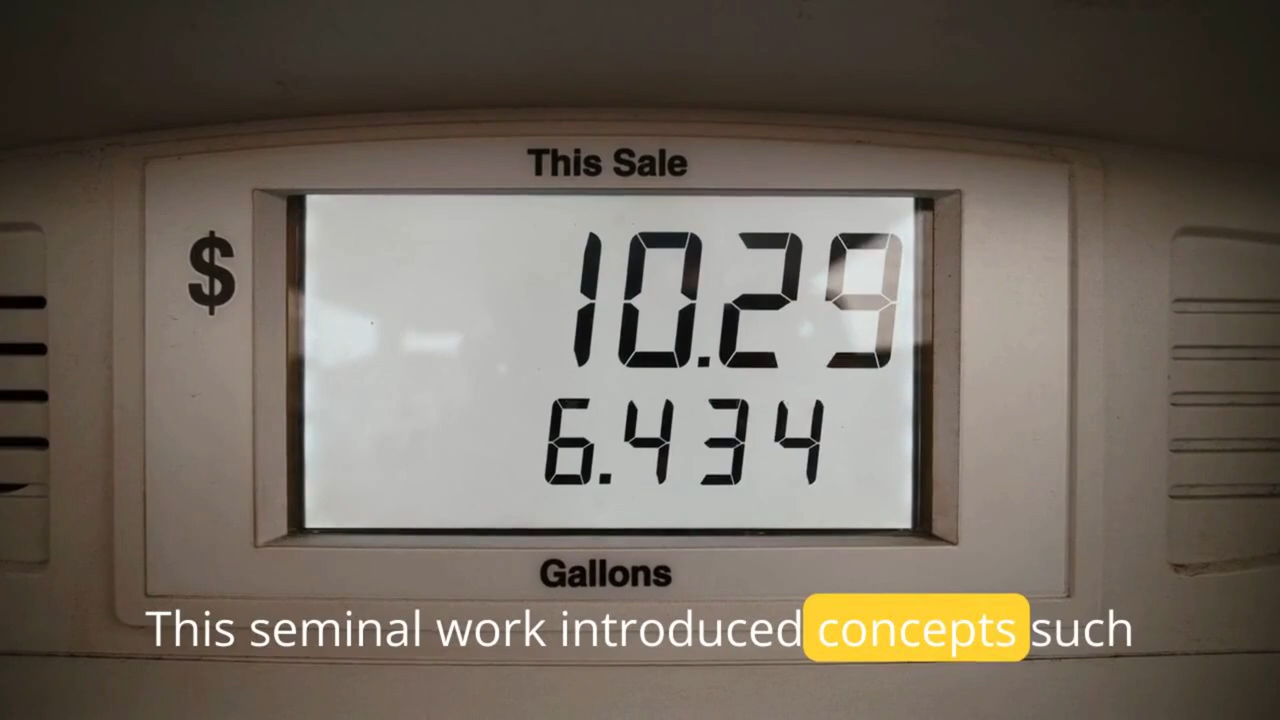 This Sale
$
10.29
6.434
Gallons
This seminal work introduced concepts such